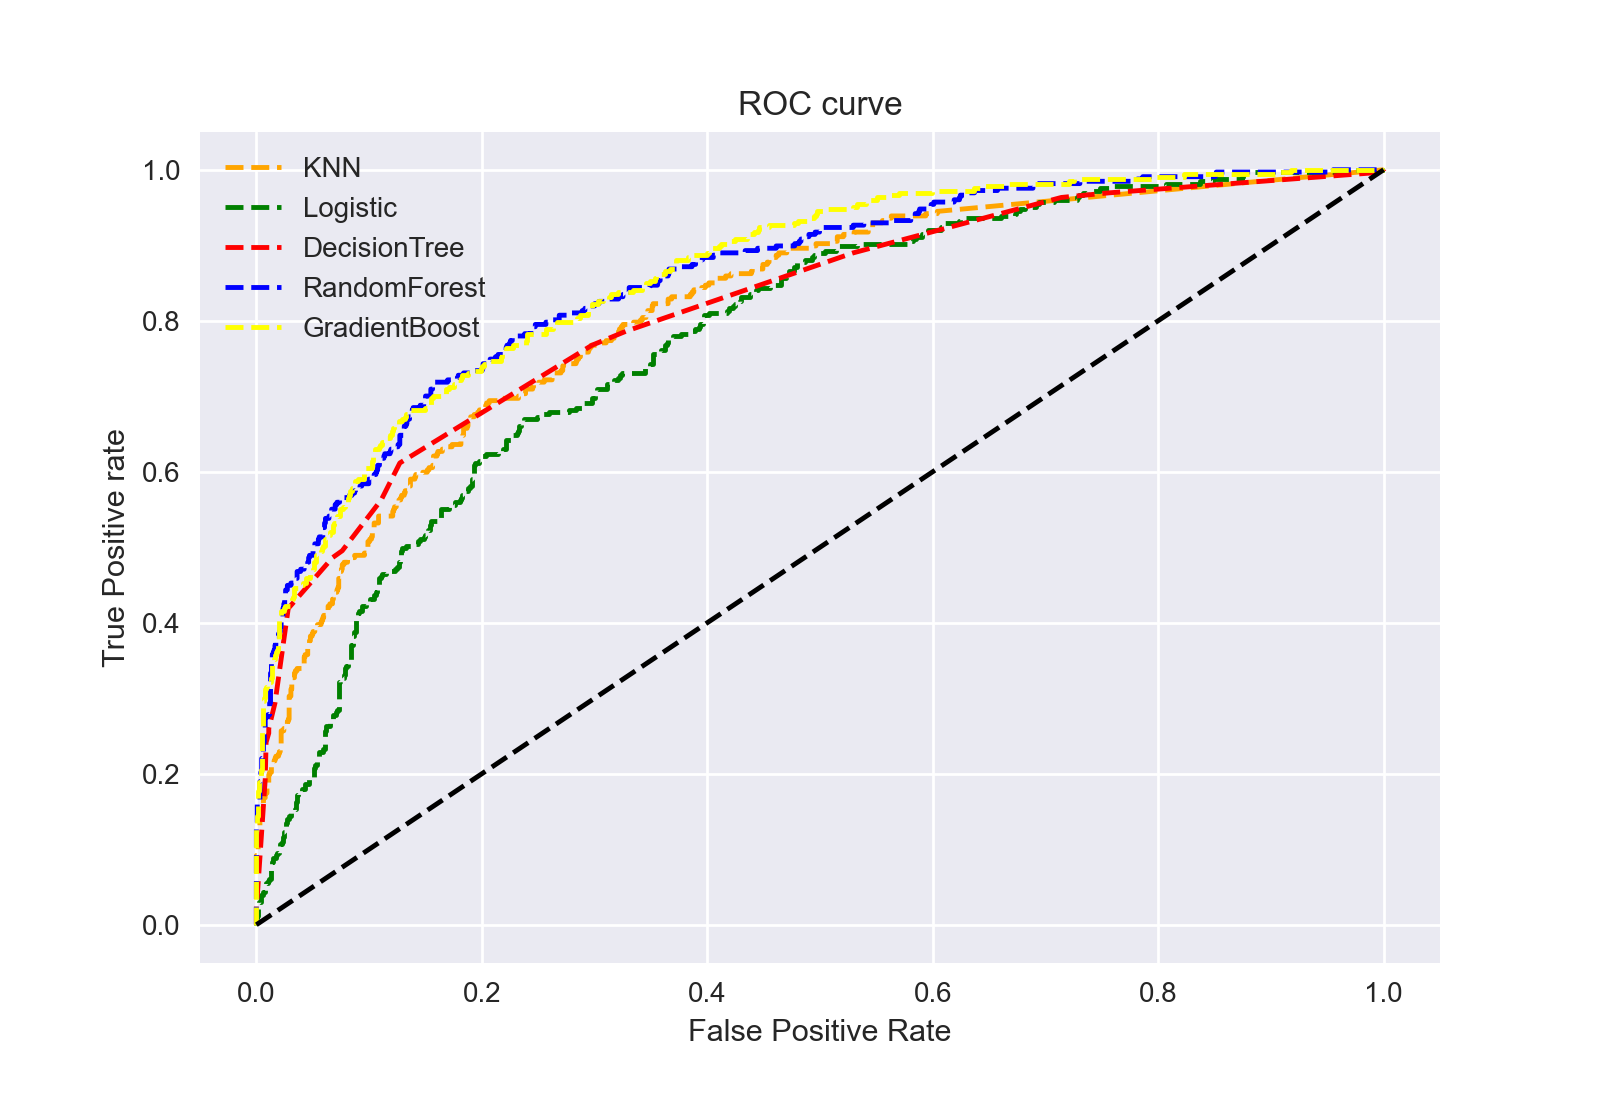 ROC curve
KNN
Logistic
DecisionTree
RandomForest
GradientBoost
True Positive rate
1.0
0.8
0.6
0.4
0.2
0.0
0.0 0.2 0.4 0.6 0.8 1.0
False Positive Rate